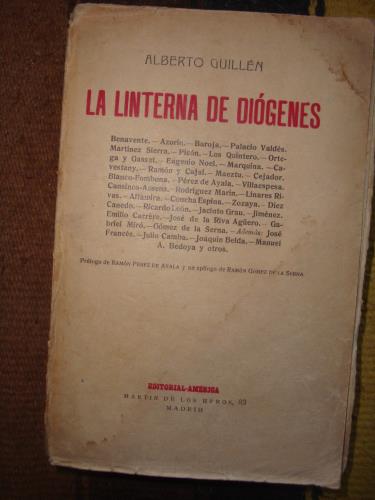 ALBERTO GUILLÉN
LA LINTERNA DE DIÓGENES
Benavente.—Azorín.—Baroja.—Palacio Valdés.
Martínez Sierra.—Picón.—Los Quintero.—Orte-
ga y Gasset.—Eugenio Noel.—Marquina.—Ca-
vestany.—Ramón y Cajal.—Maeztu.—Cejador.
Blanco-Fombona.—Pérez de Ayala.—Villaespesa.
Cansinos-Assens.—Rodríguez Marín.—Linares Ri-
vas.—Altamira.—Concha Espina.—Zozaya.—Díez
Canedo.—Ricardo León.—Jacinto Grau.—Jiménez.
Emilio Carrère.—José de la Riva Agüero.—Ga-
briel Miró.—Gómez de la Serna.—Además: José
Francés.—Julio Camba.—Joaquín Belda.—Manuel
A. Bedoya y otros.
Prólogo de RAMÓN PÉREZ DE AYALA y un epílogo de RAMÓN GÓMEZ DE LA SERNA
EDITORIAL-AMÉRICA
MARTÍN DE LOS HEROS, 83
MADRID